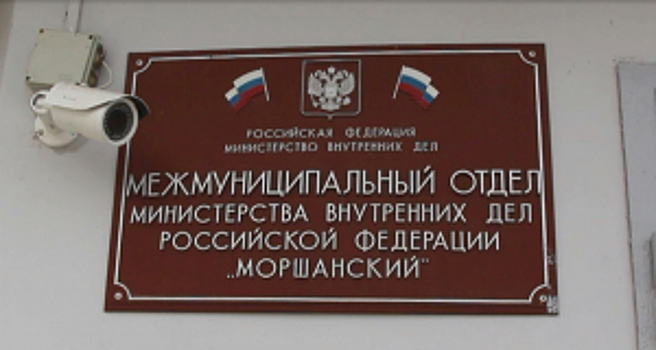 РОССИЙСКАЯ ФЕДЕРАЦИЯ
МИНИСТЕРСТВО ВНУТРЕННИХ ДЕЛ
МЕЖМУНИЦИПАЛЬНЫЙ ОТДЕЛ
МИНИСТЕРСТВА ВНУТРЕННИХ ДЕЛ
РОССИЙСКОЙ ФЕДЕРАЦИИ
„МОРШАНСКИЙ"